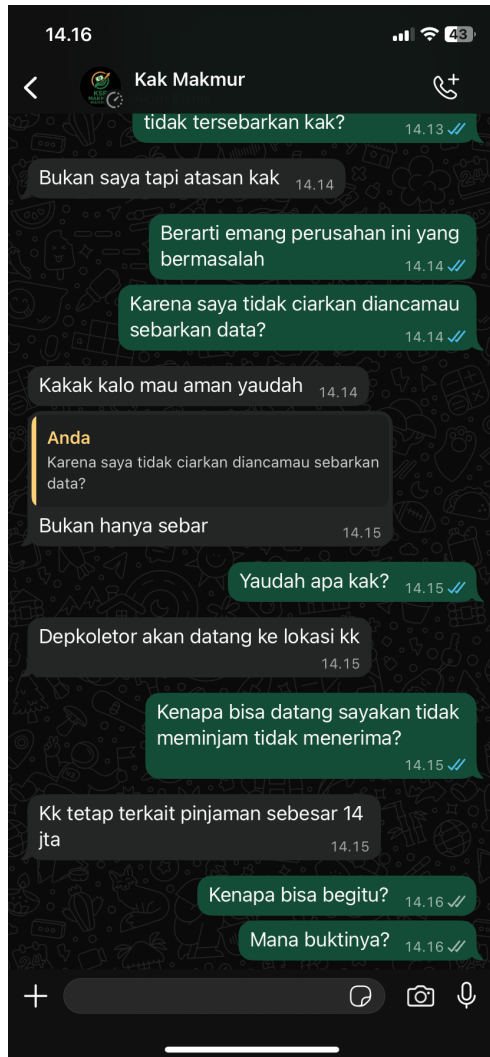 14.16
43
Kak Makmur
tidak tersebarkan kak?
14.13
Bukan saya tapi atasan kak
14.14
Berarti emang perusahan ini yang
bermasalah
14.14
Karena saya tidak ciarkan diancamau
sebarkan data?
14.14
Kakak kalo mau aman yaudah
14.14
Anda
Karena saya tidak ciarkan diancamau sebarkan
data?
Bukan hanya sebar
14.15
Yaudah apa kak?
14.15
Depkoletor akan datang ke lokasi kk
14.15
Kenapa bisa datang sayakan tidak
meminjam tidak menerima?
14.15
Kk tetap terkait pinjaman sebesar 14
jta
14.15
Kenapa bisa begitu?
14.16
Mana buktinya?
14.16